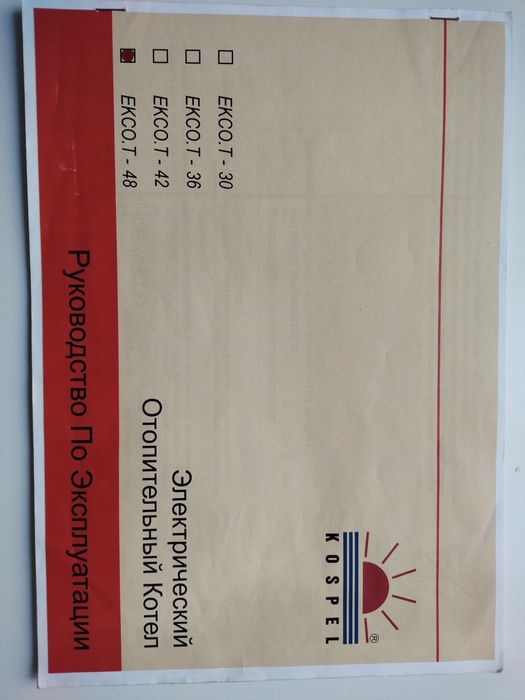 KOSPEL
®
Электрический
Отопительный Котел
EKCO.T - 30
EKCO.T - 36
EKCO.T - 42
EKCO.T - 48
Руководство По Эксплуатации